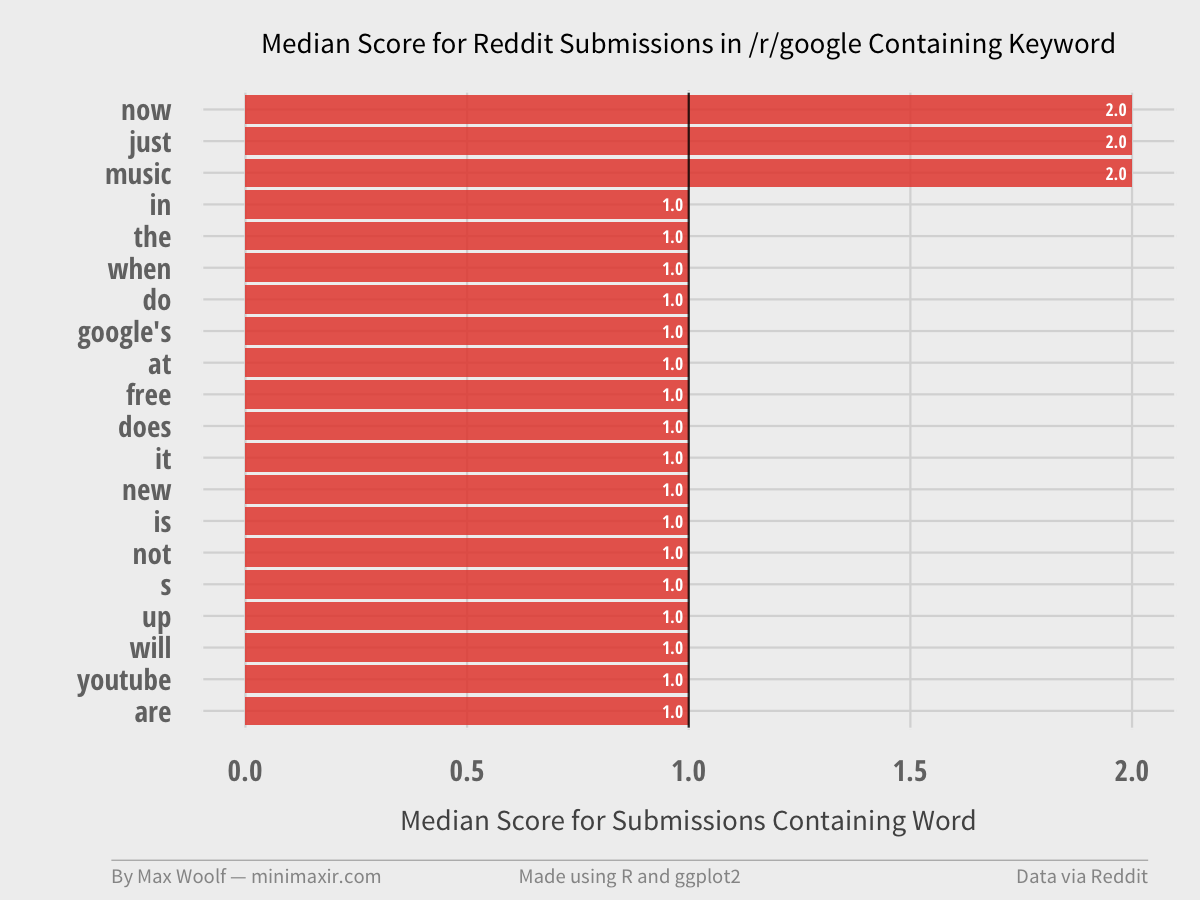 Median Score for Reddit Submissions in /r/google Containing Keyword
now 2.0
just 2.0
music 2.0
in 1.0
the 1.0
when 1.0
do 1.0
google's 1.0
at 1.0
free 1.0
does 1.0
it 1.0
new 1.0
is 1.0
not 1.0
s 1.0
up 1.0
will 1.0
youtube 1.0
are 1.0
0.0 0.5 1.0 1.5 2.0
Median Score for Submissions Containing Word
By Max Woolf — minimaxir.com Made using R and ggplot2 Data via Reddit